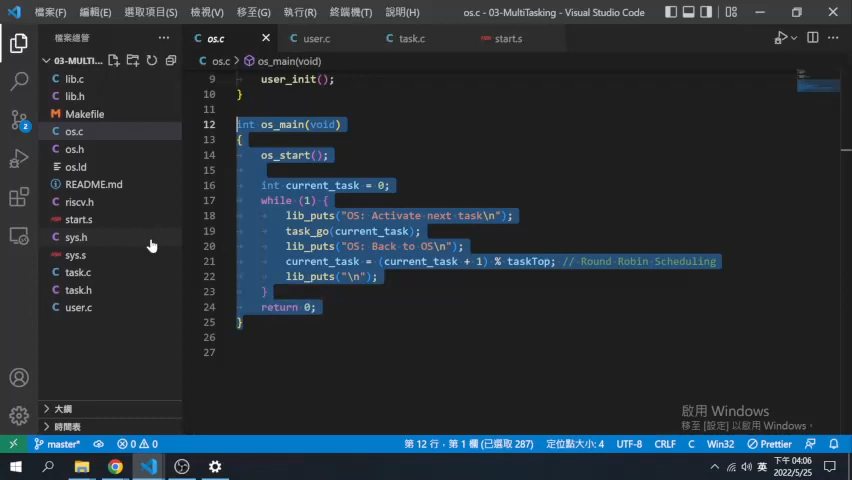 檔案(F) 編輯(E) 選取項目(S) 檢視(V) 移至(G) 執行(R) 終端機(T) 說明(H) os.c - 03-MultiTasking - Visual Studio Code
檔案總管 ···
os.c
user.c
task.c
start.s
03-MULTI
os.c > os_main(void)
lib.c
lib.h
Makefile
os.c
os.h
os.ld
README.md
riscv.h
start.s
sys.h
sys.s
task.c
task.h
user.c
大綱
時間表
2
9 user_init();
10 }
11
12 int os_main(void)
13 {
14 os_start();
15
16 int current_task = 0;
17 while (1) {
18 lib_puts("OS: Activate next task\n");
19 task_go(current_task);
20 lib_puts("OS: Back to OS\n");
21 current_task = (current_task + 1) % taskTop; // Round Robin Scheduling
22 lib_puts("\n");
23 }
24 return 0;
25 }
26
27
啟用 Windows
移至 [設定] 以啟用 Windows。
master* 0 0 第 12 行，第 1 欄 (已選取 287) 定位點大小: 4 UTF-8 CRLF C Win32 Prettier
英 下午 04:06
2022/5/25